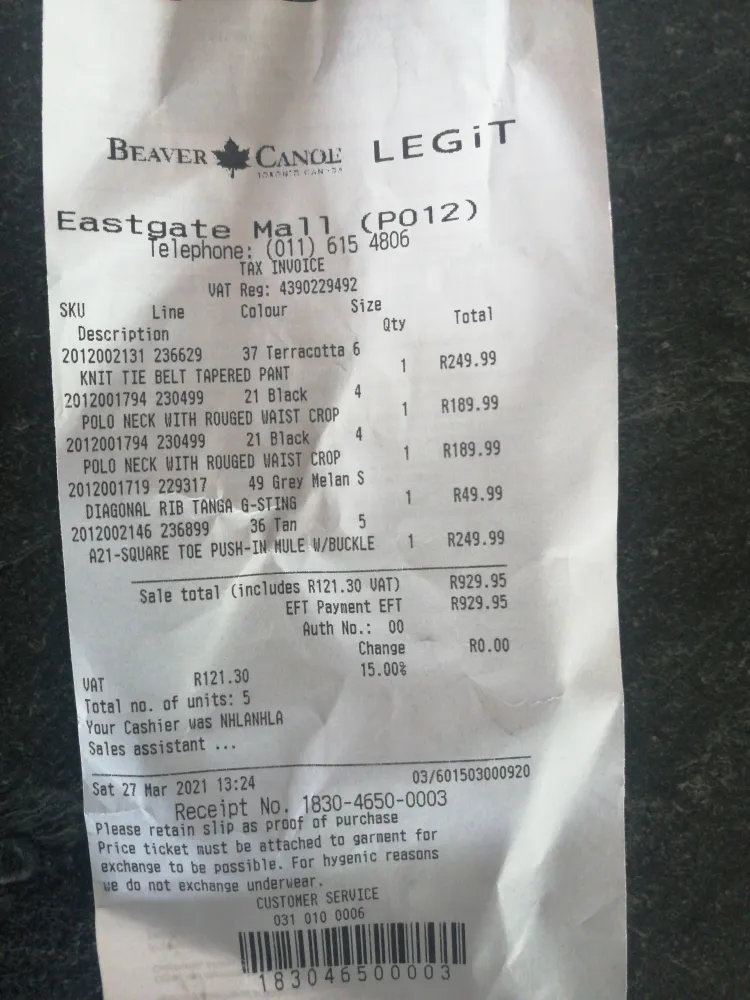 BEAVER CANOE LEGiT
TORONTO CANADA
Eastgate Mall (P012)
Telephone: (011) 615 4806
TAX INVOICE
VAT Reg: 4390229492
SKU Line Colour Size Qty Total
Description
2012002131 236629 37 Terracotta 6
KNIT TIE BELT TAPERED PANT 1 R249.99
2012001794 230499 21 Black 4
POLO NECK WITH ROUGED WAIST CROP 1 R189.99
2012001794 230499 21 Black 4
POLO NECK WITH ROUGED WAIST CROP 1 R189.99
2012001719 229317 49 Grey Melan S
DIAGONAL RIB TANGA G-STING 1 R49.99
2012002146 236899 36 Tan 5
A21-SQUARE TOE PUSH-IN MULE W/BUCKLE 1 R249.99
Sale total (includes R121.30 VAT) R929.95
EFT Payment EFT R929.95
Auth No.: 00
Change R0.00
VAT R121.30 15.00%
Total no. of units: 5
Your Cashier was NHLANHLA
Sales assistant ...
Sat 27 Mar 2021 13:24 03/601503000920
Receipt No. 1830-4650-0003
Please retain slip as proof of purchase
Price ticket must be attached to garment for
exchange to be possible. For hygenic reasons
we do not exchange underwear.
CUSTOMER SERVICE
031 010 0006
183046500003